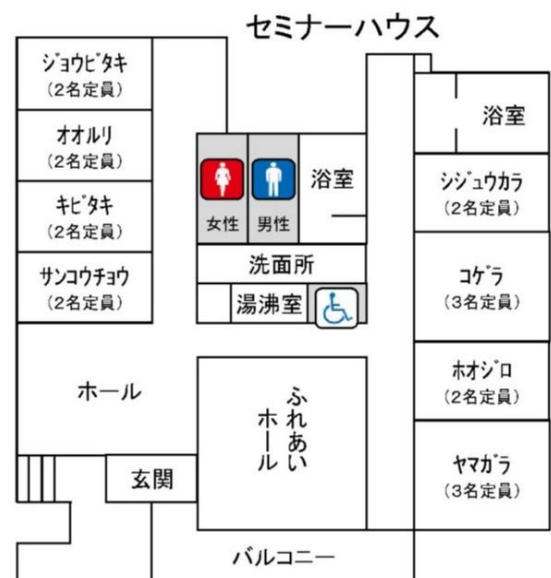 セミナーハウス
ジョウビタキ
(2名定員)
オオルリ
(2名定員)
キビタキ
(2名定員)
サンコウチョウ
(2名定員)
ホール
玄関
女性
男性
浴室
洗面所
湯沸室
ふれあい
ホール
バルコニー
浴室
シジュウカラ
(2名定員)
コゲラ
(3名定員)
ホオジロ
(2名定員)
ヤマガラ
(3名定員)